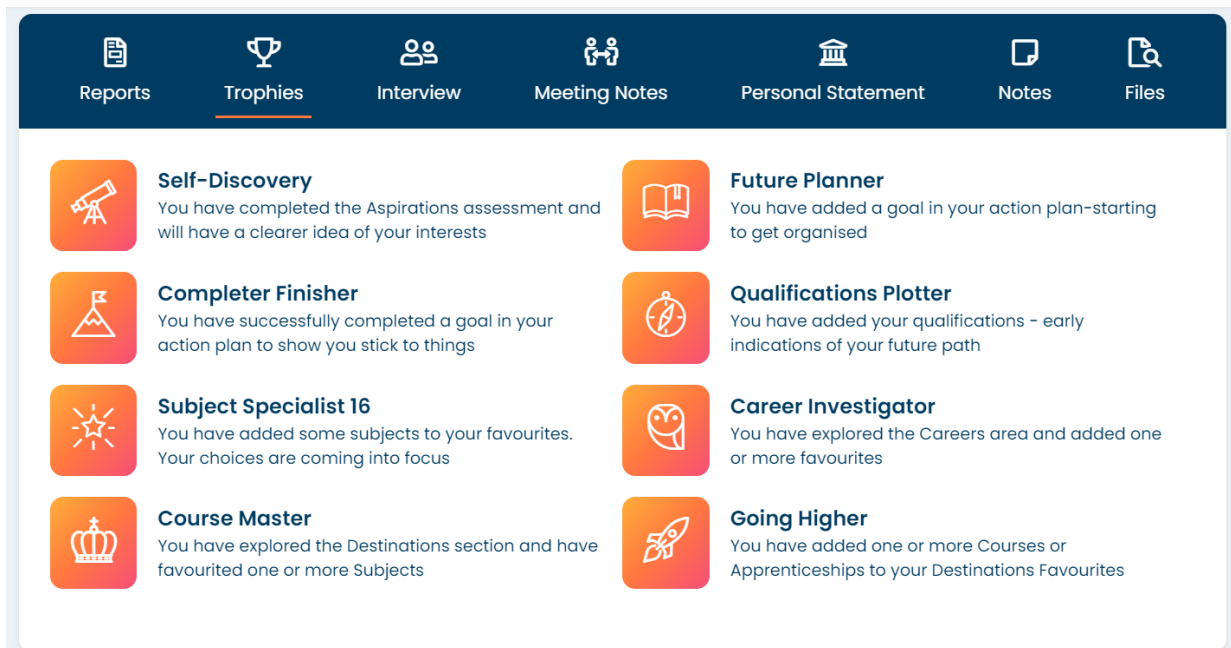 Reports
Trophies
Interview
Meeting Notes
Personal Statement
Notes
Files
Self-Discovery
You have completed the Aspirations assessment and
will have a clearer idea of your interests
Future Planner
You have added a goal in your action plan-starting
to get organised
Completer Finisher
You have successfully completed a goal in your
action plan to show you stick to things
Qualifications Plotter
You have added your qualifications - early
indications of your future path
Subject Specialist 16
You have added some subjects to your favourites.
Your choices are coming into focus
Career Investigator
You have explored the Careers area and added one
or more favourites
Course Master
You have explored the Destinations section and have
favourited one or more Subjects
Going Higher
You have added one or more Courses or
Apprenticeships to your Destinations Favourites